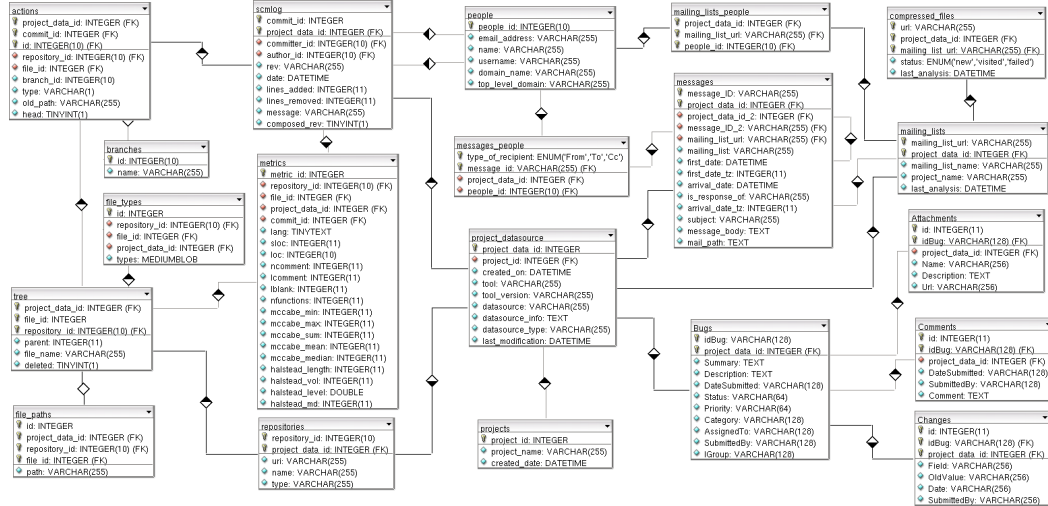 actions
project_data_id: INTEGER (FK)
commit_id: INTEGER (FK)
id: INTEGER(10) (FK)
repository_id: INTEGER(10) (FK)
file_id: INTEGER (FK)
branch_id: INTEGER(10)
type: VARCHAR(1)
old_path: VARCHAR(255)
head: TINYINT(1)
scmlog
commit_id: INTEGER
project_data_id: INTEGER (FK)
committer_id: INTEGER(10) (FK)
author_id: INTEGER(10) (FK)
rev: VARCHAR(255)
date: DATETIME
lines_added: INTEGER(11)
lines_removed: INTEGER(11)
message: VARCHAR(255)
composed_rev: TINYINT(1)
people
people_id: INTEGER(10)
email_address: VARCHAR(255)
name: VARCHAR(255)
username: VARCHAR(255)
domain_name: VARCHAR(255)
top_level_domain: VARCHAR(255)
mailing_lists_people
project_data_id: INTEGER (FK)
mailing_list_url: VARCHAR(255) (FK)
people_id: INTEGER(10) (FK)
compressed_files
url: VARCHAR(255)
project_data_id: INTEGER (FK)
mailing_list_url: VARCHAR(255) (FK)
status: ENUM('new','visited','failed')
last_analysis: DATETIME
messages
message_ID: VARCHAR(255)
project_data_id: INTEGER (FK)
project_data_id_2: INTEGER (FK)
message_ID_2: VARCHAR(255) (FK)
mailing_list_url: VARCHAR(255) (FK)
mailing_list: VARCHAR(255)
first_date: DATETIME
first_date_tz: INTEGER(11)
arrival_date: DATETIME
is_response_of: VARCHAR(255)
arrival_date_tz: INTEGER(11)
subject: VARCHAR(255)
message_body: TEXT
mail_path: TEXT
mailing_lists
mailing_list_url: VARCHAR(255)
project_data_id: INTEGER (FK)
mailing_list_name: VARCHAR(255)
project_name: VARCHAR(255)
last_analysis: DATETIME
branches
id: INTEGER(10)
name: VARCHAR(255)
messages_people
type_of_recipient: ENUM('From','To','Cc')
message_id: VARCHAR(255) (FK)
project_data_id: INTEGER (FK)
people_id: INTEGER(10) (FK)
metrics
metric_id: INTEGER
repository_id: INTEGER(10) (FK)
file_id: INTEGER (FK)
project_data_id: INTEGER (FK)
commit_id: INTEGER (FK)
lang: TINYTEXT
sloc: INTEGER(11)
loc: INTEGER(10)
ncomment: INTEGER(11)
lcomment: INTEGER(11)
lblank: INTEGER(11)
nfunctions: INTEGER(11)
mccabe_min: INTEGER(11)
mccabe_max: INTEGER(11)
mccabe_sum: INTEGER(11)
mccabe_mean: INTEGER(11)
mccabe_median: INTEGER(11)
halstead_length: INTEGER(11)
halstead_vol: INTEGER(11)
halstead_level: DOUBLE
halstead_md: INTEGER(11)
file_types
id: INTEGER
repository_id: INTEGER(10) (FK)
file_id: INTEGER (FK)
project_data_id: INTEGER (FK)
types: MEDIUMBLOB
project_datasource
project_data_id: INTEGER
project_id: INTEGER (FK)
created_on: DATETIME
tool: VARCHAR(255)
tool_version: VARCHAR(255)
datasource: VARCHAR(255)
datasource_info: TEXT
datasource_type: VARCHAR(255)
last_modification: DATETIME
Attachments
id: INTEGER(11)
idBug: VARCHAR(128) (FK)
project_data_id: INTEGER (FK)
Name: VARCHAR(256)
Description: TEXT
Url: VARCHAR(256)
tree
project_data_id: INTEGER (FK)
file_id: INTEGER
repository_id: INTEGER(10) (FK)
parent: INTEGER(11)
file_name: VARCHAR(255)
deleted: TINYINT(1)
Bugs
idBug: VARCHAR(128)
project_data_id: INTEGER (FK)
Summary: TEXT
Description: TEXT
DateSubmitted: VARCHAR(128)
Status: VARCHAR(64)
Priority: VARCHAR(64)
Category: VARCHAR(128)
AssignedTo: VARCHAR(128)
SubmittedBy: VARCHAR(128)
IGroup: VARCHAR(128)
Comments
id: INTEGER(11)
idBug: VARCHAR(128) (FK)
project_data_id: INTEGER (FK)
DateSubmitted: VARCHAR(128)
SubmittedBy: VARCHAR(128)
Comment: TEXT
file_paths
id: INTEGER
project_data_id: INTEGER (FK)
repository_id: INTEGER(10) (FK)
file_id: INTEGER (FK)
path: VARCHAR(255)
repositories
repository_id: INTEGER(10)
project_data_id: INTEGER (FK)
uri: VARCHAR(255)
name: VARCHAR(255)
type: VARCHAR(255)
projects
project_id: INTEGER
project_name: VARCHAR(255)
created_date: DATETIME
Changes
id: INTEGER(11)
idBug: VARCHAR(128) (FK)
project_data_id: INTEGER (FK)
Field: VARCHAR(256)
OldValue: VARCHAR(256)
Date: VARCHAR(256)
SubmittedBy: VARCHAR(256)